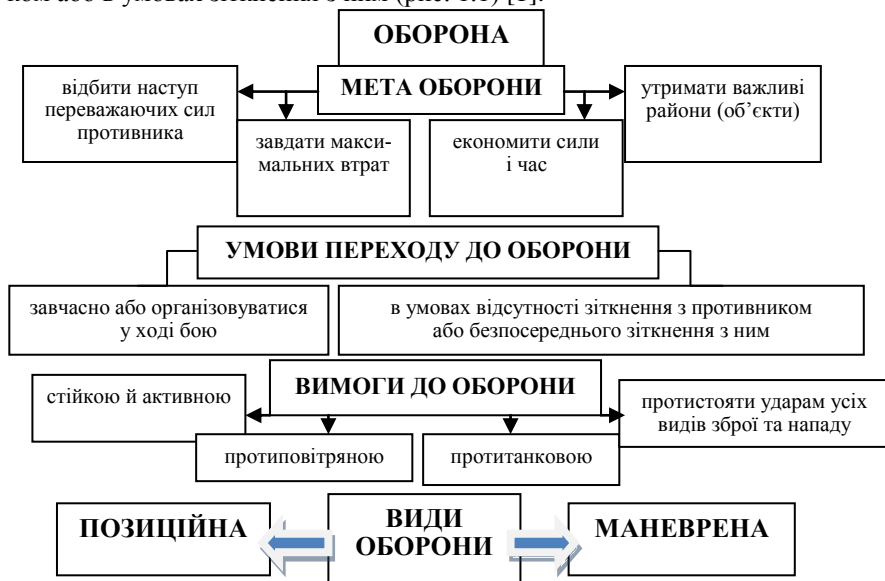 ком або в умовах зіткнення з ним (рис. 1.1) [1].
ОБОРОНА
МЕТА ОБОРОНИ
відбити наступ
переважаючих сил
противника
завдати макси-
мальних втрат
економити сили
і час
утримати важливі
райони (об’єкти)
УМОВИ ПЕРЕХОДУ ДО ОБОРОНИ
завчасно або організовуватися
у ході бою
в умовах відсутності зіткнення з противником
або безпосереднього зіткнення з ним
ВИМОГИ ДО ОБОРОНИ
стійкою й активною
протиповітряною
протитанковою
протистояти ударам усіх
видів зброї та нападу
ПОЗИЦІЙНА
ВИДИ
ОБОРОНИ
МАНЕВРЕНА